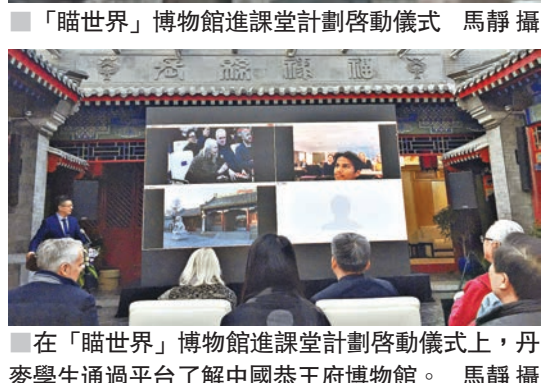 ■「瞄世界」博物館進課堂計劃啓動儀式　馬靜 攝
■在「瞄世界」博物館進課堂計劃啓動儀式上，丹
麥學生通過平台了解中國恭王府博物館。　馬靜 攝